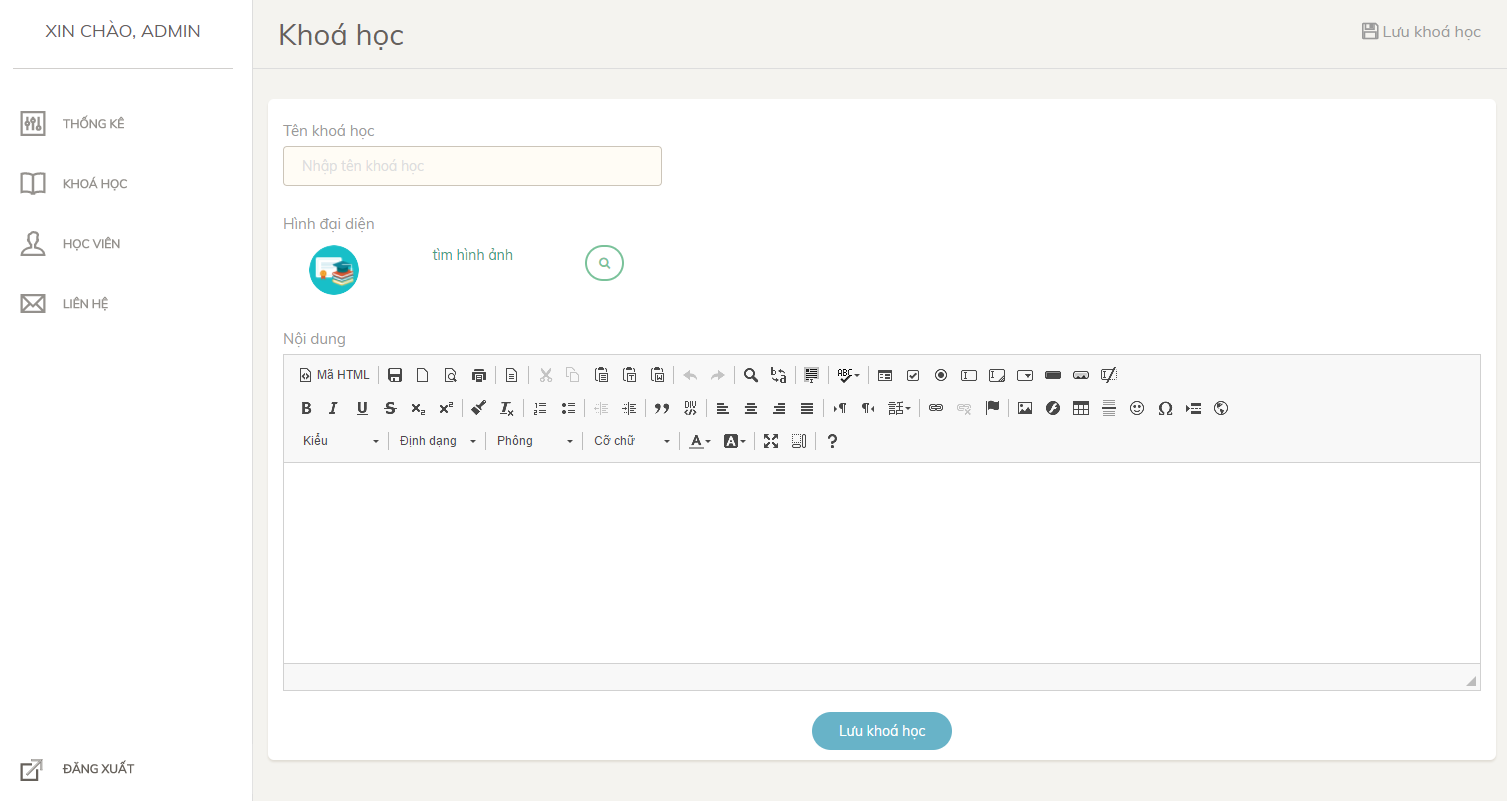 XIN CHÀO, ADMIN
THỐNG KÊ
KHOÁ HỌC
HỌC VIÊN
LIÊN HỆ
ĐĂNG XUẤT
Khoá học
Lưu khoá học
Tên khoá học
Nhập tên khoá học
Hình đại diện
tìm hình ảnh
Nội dung
Mã HTML
Kiểu Định dạng Phông Cỡ chữ
Lưu khoá học